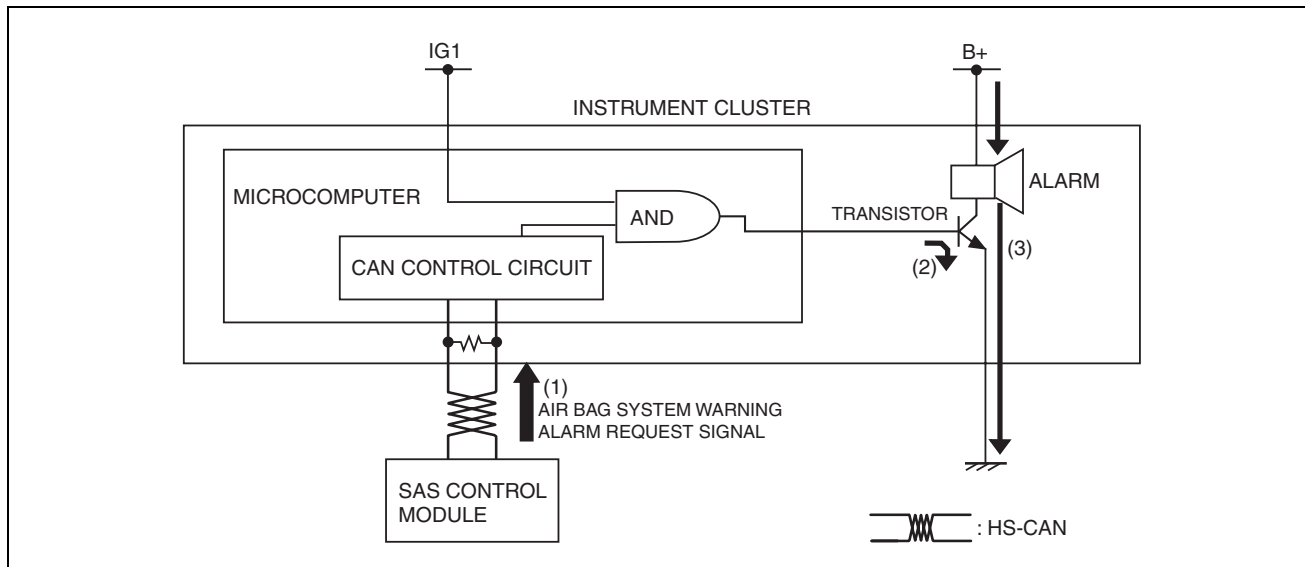 IG1
B+
INSTRUMENT CLUSTER
MICROCOMPUTER
ALARM
AND
TRANSISTOR
CAN CONTROL CIRCUIT
(2)
(3)
(1)
AIR BAG SYSTEM WARNING
ALARM REQUEST SIGNAL
SAS CONTROL
MODULE
: HS-CAN